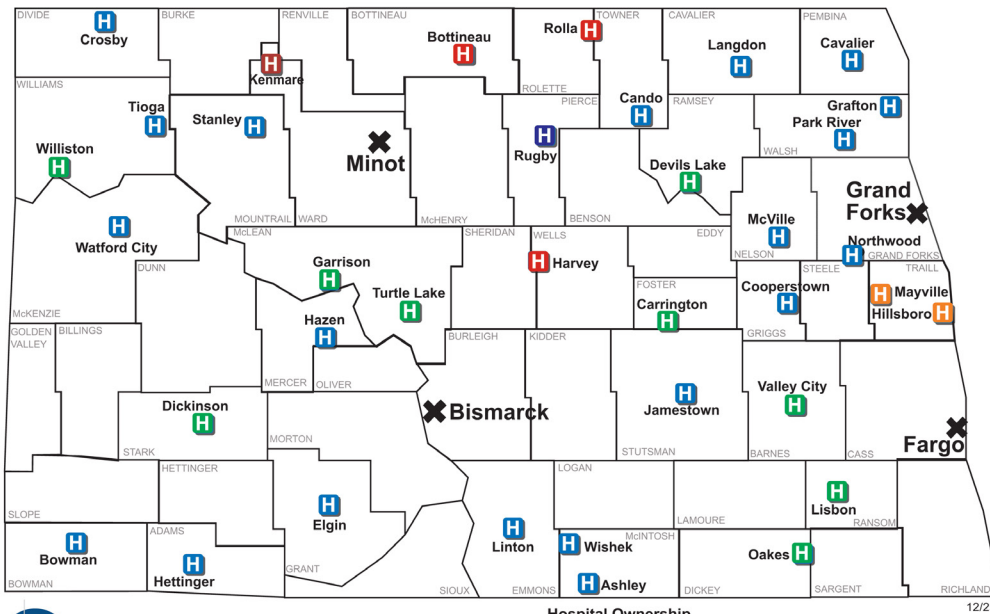 DIVIDE
BURKE
RENVILLE
BOTTINEAU
TOWNER
CAVALIER
PEMBINA
H
Crosby
Bottineau
H
Rolla H
Langdon
H
Cavalier
H
H
Kenmare
WILLIAMS
ROLETTE
PIERCE
RAMSEY
Tioga
H
Stanley H
Cando
H
Grafton H
Park River
H
Minot
H
Rugby
WALSH
Williston
H
Devils Lake
H
Grand
Forks
MOUNTRAIL
WARD
McHENRY
BENSON
McVille
H
H
Watford City
McLEAN
SHERIDAN
WELLS
EDDY
NELSON
Northwood
H
GRAND FORKS
DUNN
Garrison
H
H Harvey
STEELE
TRAILL
FOSTER
Cooperstown
H
H Mayville
Hillsboro H
Turtle Lake
H
Carrington
H
McKENZIE
Hazen
H
GOLDEN
VALLEY
BILLINGS
BURLEIGH
KIDDER
GRIGGS
MERCER
OLIVER
Dickinson
H
Bismarck
H
Jamestown
Valley City
H
MORTON
Fargo
STARK
STUTSMAN
BARNES
CASS
HETTINGER
LOGAN
H
Elgin
H
Lisbon
SLOPE
LAMOURE
RANSOM
ADAMS
H
Bowman
H
Linton
McINTOSH
H Wishek
Oakes H
H
Hettinger
GRANT
H Ashley
BOWMAN
SIOUX
EMMONS
DICKEY
SARGENT
RICHLAND
12/2
Hospital Ownership